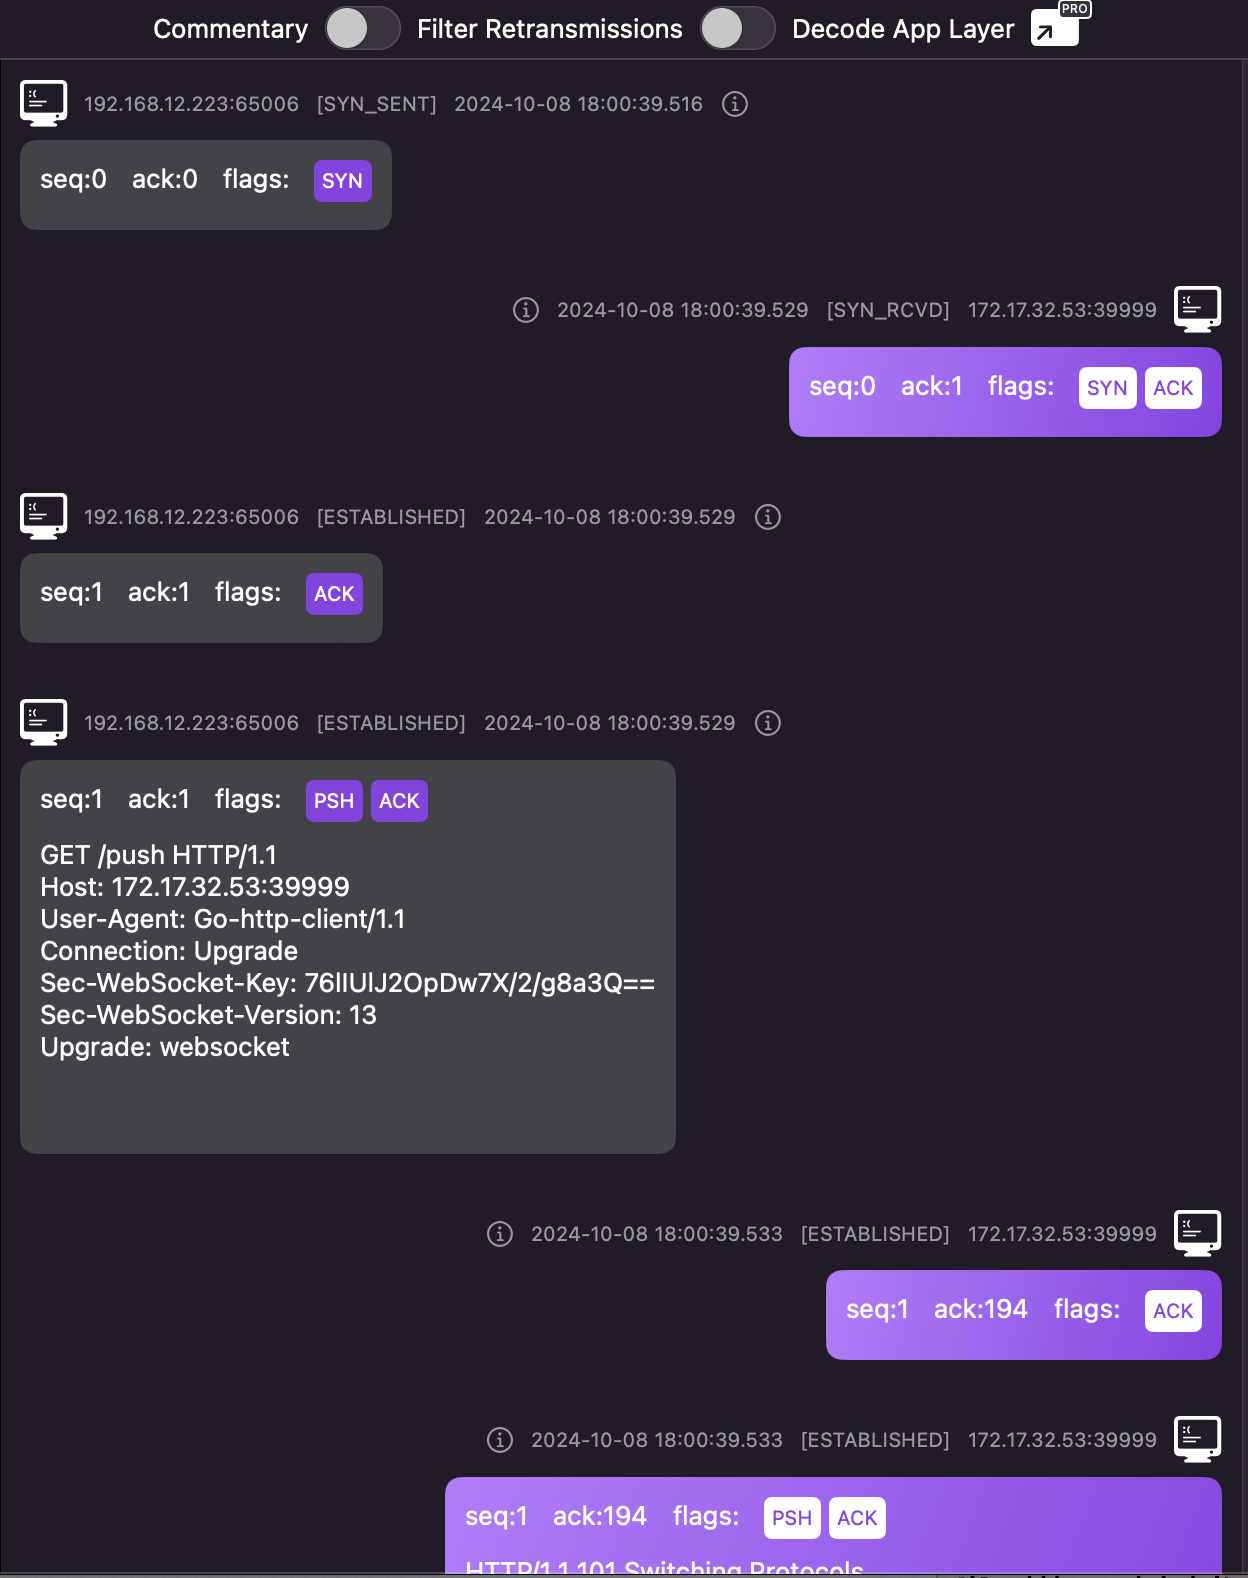 Commentary Filter Retransmissions Decode App Layer PRO
192.168.12.223:65006 [SYN_SENT] 2024-10-08 18:00:39.516
seq:0 ack:0 flags: SYN
2024-10-08 18:00:39.529 [SYN_RCVD] 172.17.32.53:39999
seq:0 ack:1 flags: SYN ACK
192.168.12.223:65006 [ESTABLISHED] 2024-10-08 18:00:39.529
seq:1 ack:1 flags: ACK
192.168.12.223:65006 [ESTABLISHED] 2024-10-08 18:00:39.529
seq:1 ack:1 flags: PSH ACK
GET /push HTTP/1.1
Host: 172.17.32.53:39999
User-Agent: Go-http-client/1.1
Connection: Upgrade
Sec-WebSocket-Key: 76lIUlJ2OpDw7X/2/g8a3Q==
Sec-WebSocket-Version: 13
Upgrade: websocket
2024-10-08 18:00:39.533 [ESTABLISHED] 172.17.32.53:39999
seq:1 ack:194 flags: ACK
2024-10-08 18:00:39.533 [ESTABLISHED] 172.17.32.53:39999
seq:1 ack:194 flags: PSH ACK
HTTP/1.1 101 Switching Protocols